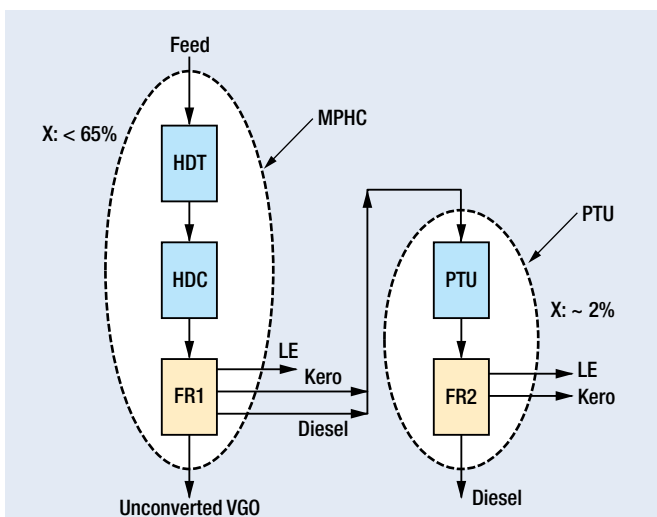 Feed
X: < 65%
MPHC
HDT
HDC
FR1
LE
Kero
Diesel
Unconverted VGO
PTU
PTU
X: ~ 2%
FR2
LE
Kero
Diesel